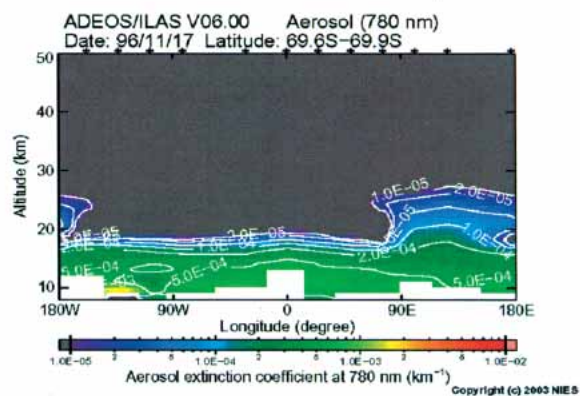 ADEOS/ILAS V06.00 Aerosol (780 nm)
Date: 96/11/17 Latitude: 69.6S-69.9S
50
40
30
20
10
Altitude (km)
1.0E-05
2.0E-05
2.0E-05
1.0E-04
1.0E-04
2.0E-04
5.0E-04
5.0E-04
5.0E-04
180W 90W 0 90E 180E
Longitude (degree)
1.0E-05 1.0E-04 1.0E-03 1.0E-02
Aerosol extinction coefficient at 780 nm (km⁻¹)
Copyright (c) 2003 NIES